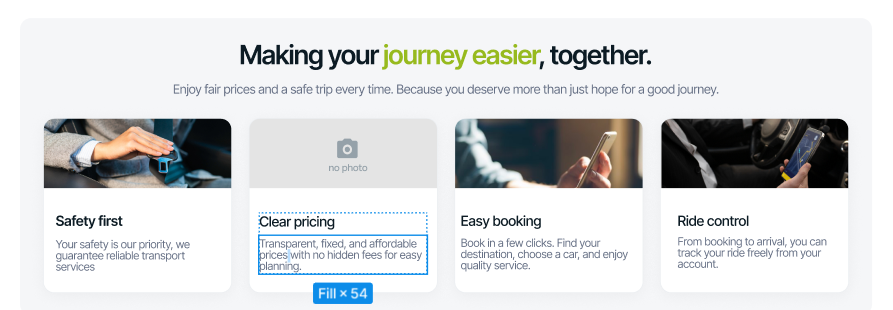 Making your journey easier, together.
Enjoy fair prices and a safe trip every time. Because you deserve more than just hope for a good journey.
no photo
Safety first
Your safety is our priority, we
guarantee reliable transport
services
Clear pricing
Transparent, fixed, and affordable
prices with no hidden fees for easy
planning.
Fill × 54
Easy booking
Book in a few clicks. Find your
destination, choose a car, and enjoy
quality service.
Ride control
From booking to arrival, you can
track your ride freely from your
account.